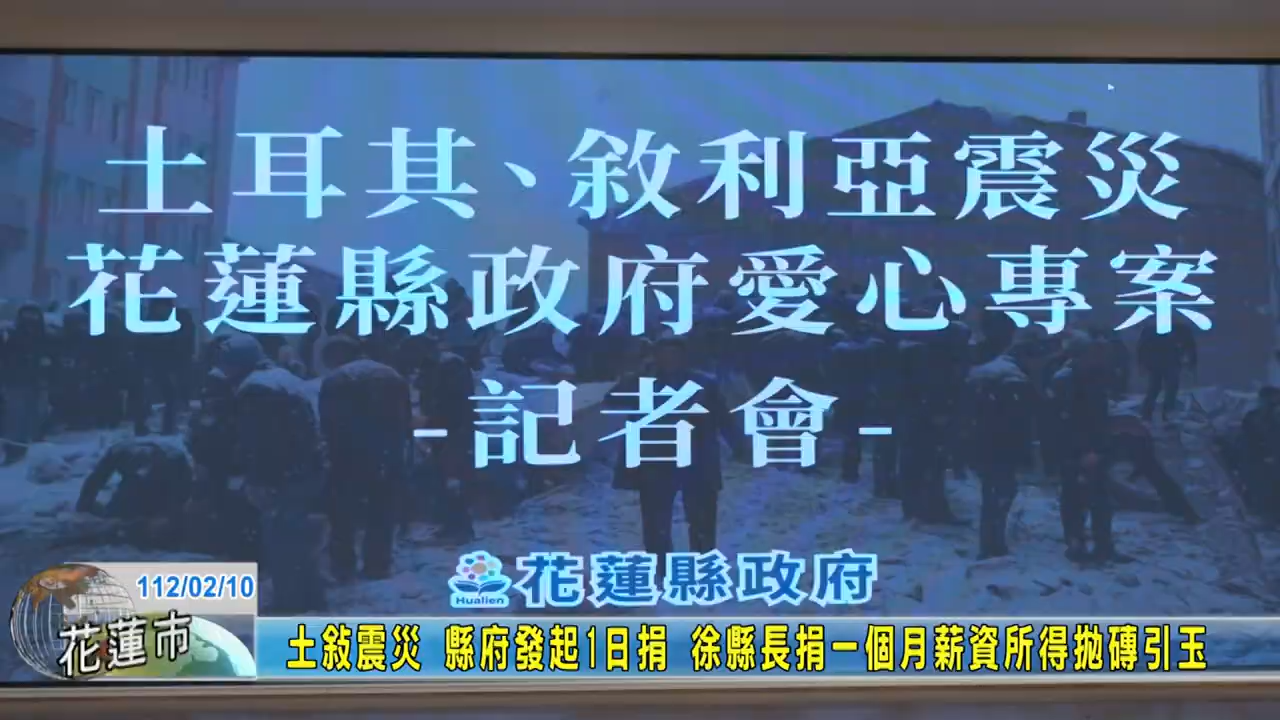 土耳其、敘利亞震災
花蓮縣政府愛心專案
-記者會-
Hualien
花蓮縣政府
112/02/10
花蓮市
土敍震災 縣府發起1日捐 徐縣長捐一個月薪資所得拋磚引玉